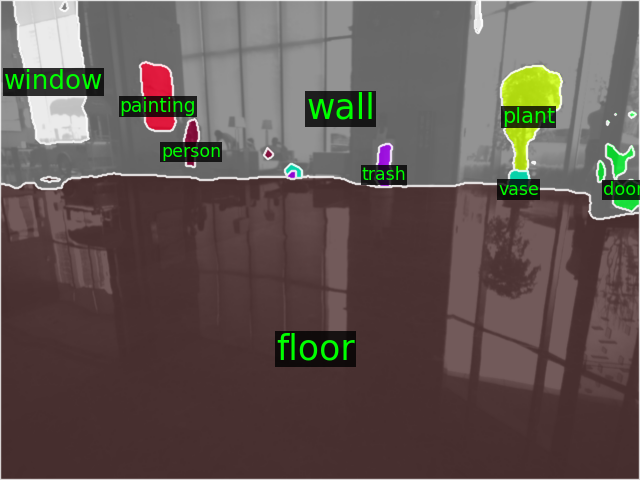 window
painting
wall
plant
person
trash
vase
door
floor